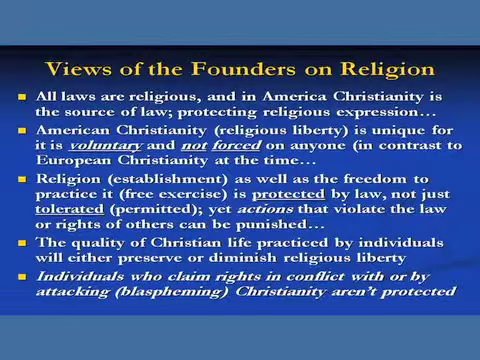 Views of the Founders on Religion
All laws are religious, and in America Christianity is
the source of law; protecting religious expression…
American Christianity (religious liberty) is unique for
it is voluntary and not forced on anyone (in contrast to
European Christianity at the time…
Religion (establishment) as well as the freedom to
practice it (free exercise) is protected by law, not just
tolerated (permitted); yet actions that violate the law
or rights of others can be punished…
The quality of Christian life practiced by individuals
will either preserve or diminish religious liberty
Individuals who claim rights in conflict with or by
attacking (blaspheming) Christianity aren't protected